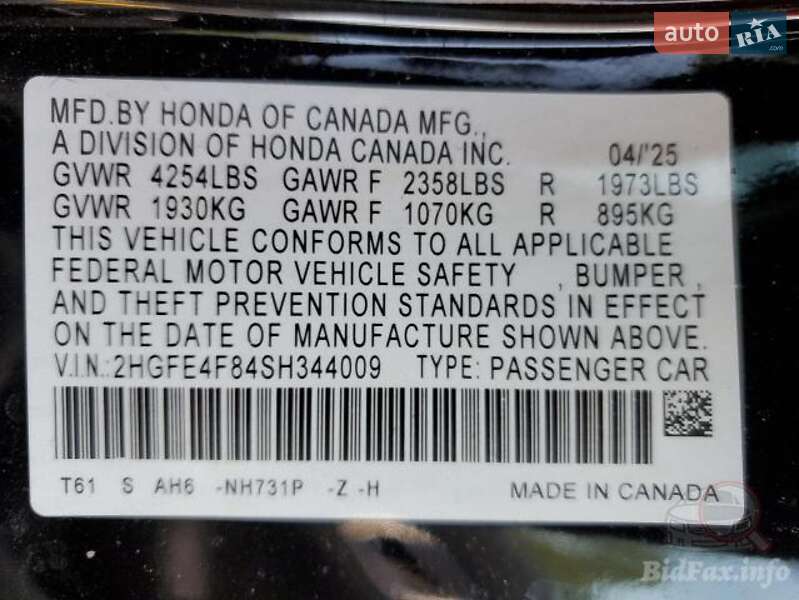 auto RIA .com
MFD.BY HONDA OF CANADA MFG.,
A DIVISION OF HONDA CANADA INC. 04/'25
GVWR 4254LBS GAWR F 2358LBS R 1973LBS
GVWR 1930KG GAWR F 1070KG R 895KG
THIS VEHICLE CONFORMS TO ALL APPLICABLE
FEDERAL MOTOR VEHICLE SAFETY , BUMPER ,
AND THEFT PREVENTION STANDARDS IN EFFECT
ON THE DATE OF MANUFACTURE SHOWN ABOVE.
V.I.N.:2HGFE4F84SH344009 TYPE: PASSENGER CAR
T61 S AH6 -NH731P -Z -H MADE IN CANADA
BidFax.info